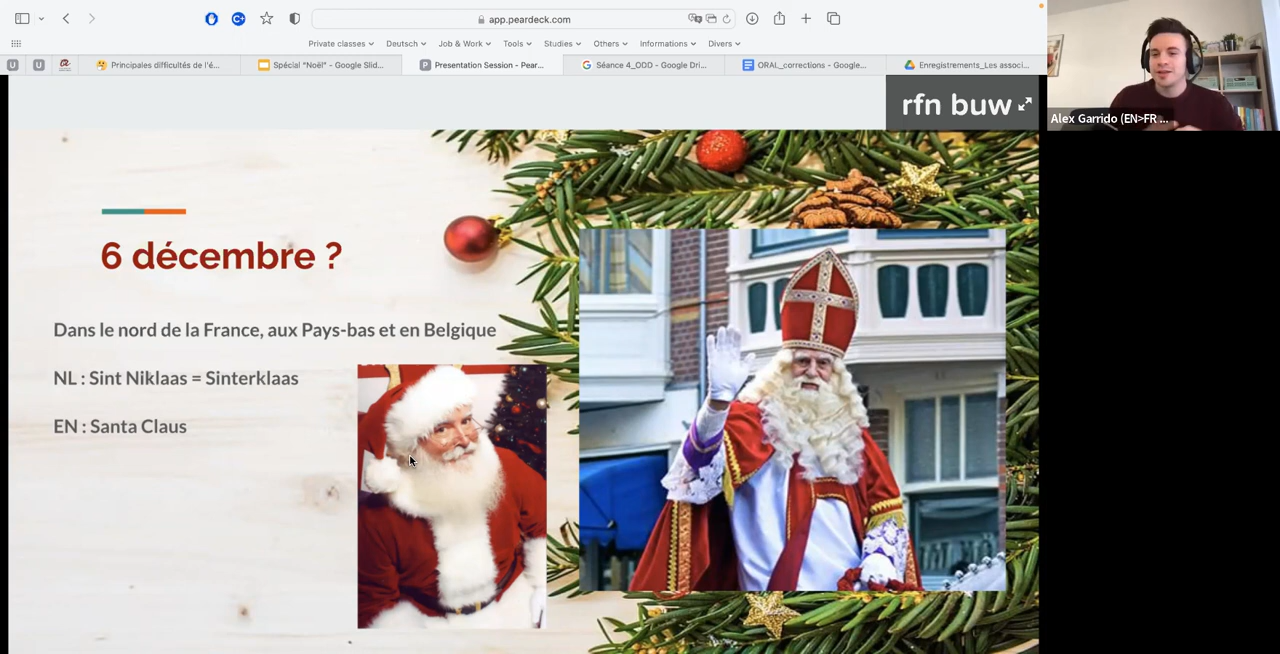 app.peardeck.com
Private classes
Deutsch
Job & Work
Tools
Studies
Others
Informations
Divers
Principales difficultés de l'é...
Spécial "Noël" - Google Slid...
Presentation Session - Pear...
Séance 4_ODD - Google Dri...
ORAL_corrections - Google...
Enregistrements_Les associ...
rfn buw
Alex Garrido (EN>FR ...
6 décembre ?
Dans le nord de la France, aux Pays-bas et en Belgique
NL : Sint Niklaas = Sinterklaas
EN : Santa Claus